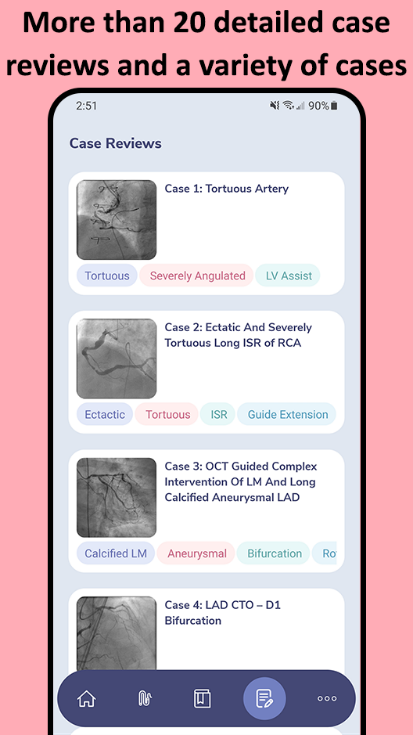 More than 20 detailed case
reviews and a variety of cases
2:51
90%
Case Reviews
Case 1: Tortuous Artery
Tortuous
Severely Angulated
LV Assist
Case 2: Ectatic And Severely
Tortuous Long ISR of RCA
Ectactic
Tortuous
ISR
Guide Extension
Case 3: OCT Guided Complex
Intervention Of LM And Long
Calcified Aneurysmal LAD
Calcified LM
Aneurysmal
Bifurcation
Ro
Case 4: LAD CTO – D1
Bifurcation